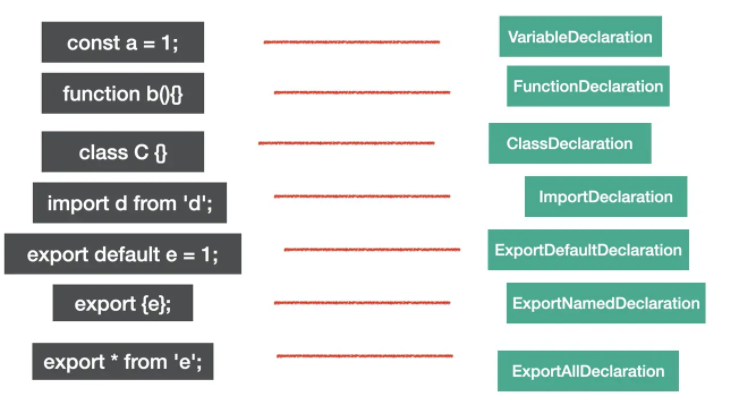 const a = 1;
VariableDeclaration
function b(){}
FunctionDeclaration
class C {}
ClassDeclaration
import d from 'd';
ImportDeclaration
export default e = 1;
ExportDefaultDeclaration
export {e};
ExportNamedDeclaration
export * from 'e';
ExportAllDeclaration